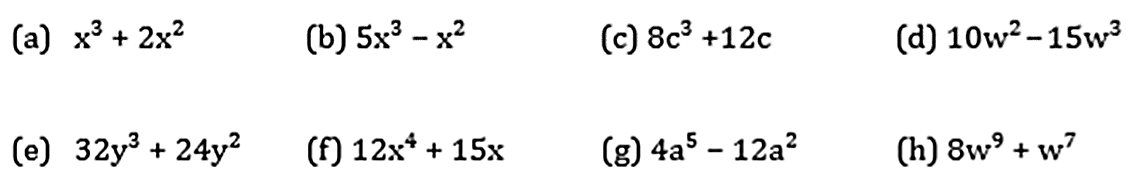 (a) x³ + 2x² (b) 5x³ − x² (c) 8c³ +12c (d) 10w² − 15w³
(e) 32y³ + 24y² (f) 12x⁴ + 15x (g) 4a⁵ − 12a² (h) 8w⁹ + w⁷